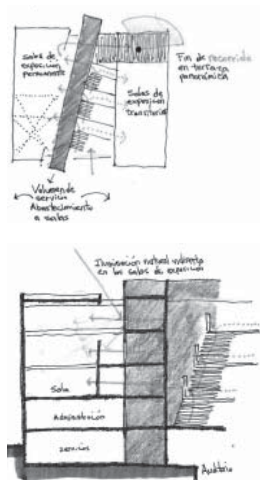 Salas de
exposición
permanente
Fin de recorrido
en terraza
panorámica
Salas de
exposición
transitoria
Volumen de
servicio
Abastecimiento
a salas
Iluminación natural indirecta
en las salas de exposición
Sala
Administración
servicios
Auditorio